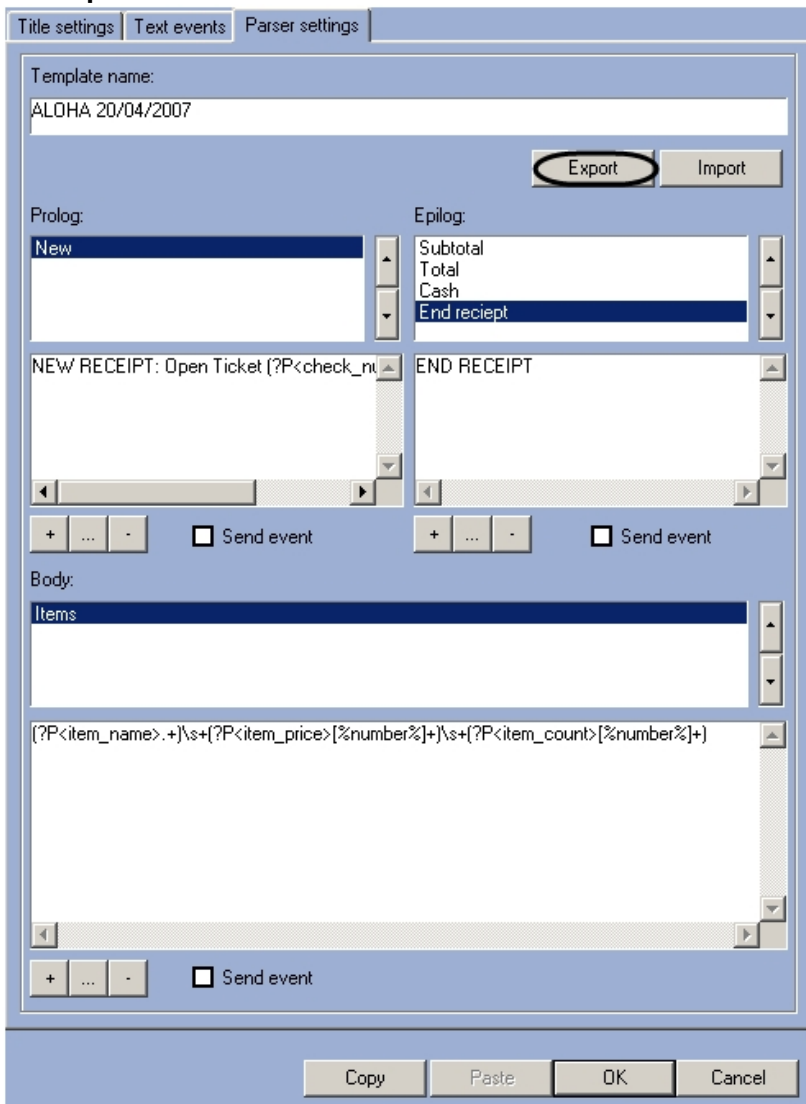 Title settings Text events Parser settings
Template name:
ALOHA 20/04/2007
Export Import
Prolog: Epilog:
New
Subtotal
Total
Cash
End reciept
NEW RECEIPT: Open Ticket (?P<check_nu
END RECEIPT
+ ... - Send event + ... - Send event
Body:
Items
(?P<item_name>.+)\s+(?P<item_price>[%number%]+)\s+(?P<item_count>[%number%]+)
+ ... - Send event
Copy Paste OK Cancel